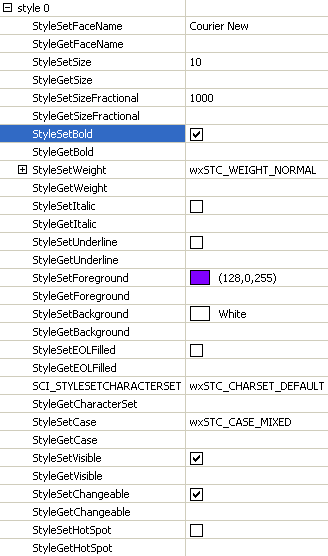 style 0
StyleSetFaceName Courier New
StyleGetFaceName
StyleSetSize 10
StyleGetSize
StyleSetSizeFractional 1000
StyleGetSizeFractional
StyleSetBold
StyleGetBold
StyleSetWeight wxSTC_WEIGHT_NORMAL
StyleGetWeight
StyleSetItalic
StyleGetItalic
StyleSetUnderline
StyleGetUnderline
StyleSetForeground (128,0,255)
StyleGetForeground
StyleSetBackground White
StyleGetBackground
StyleSetEOLFilled
StyleGetEOLFilled
SCI_STYLESETCHARACTERSET wxSTC_CHARSET_DEFAULT
StyleGetCharacterSet
StyleSetCase wxSTC_CASE_MIXED
StyleGetCase
StyleSetVisible
StyleGetVisible
StyleSetChangeable
StyleGetChangeable
StyleSetHotSpot
StyleGetHotSpot